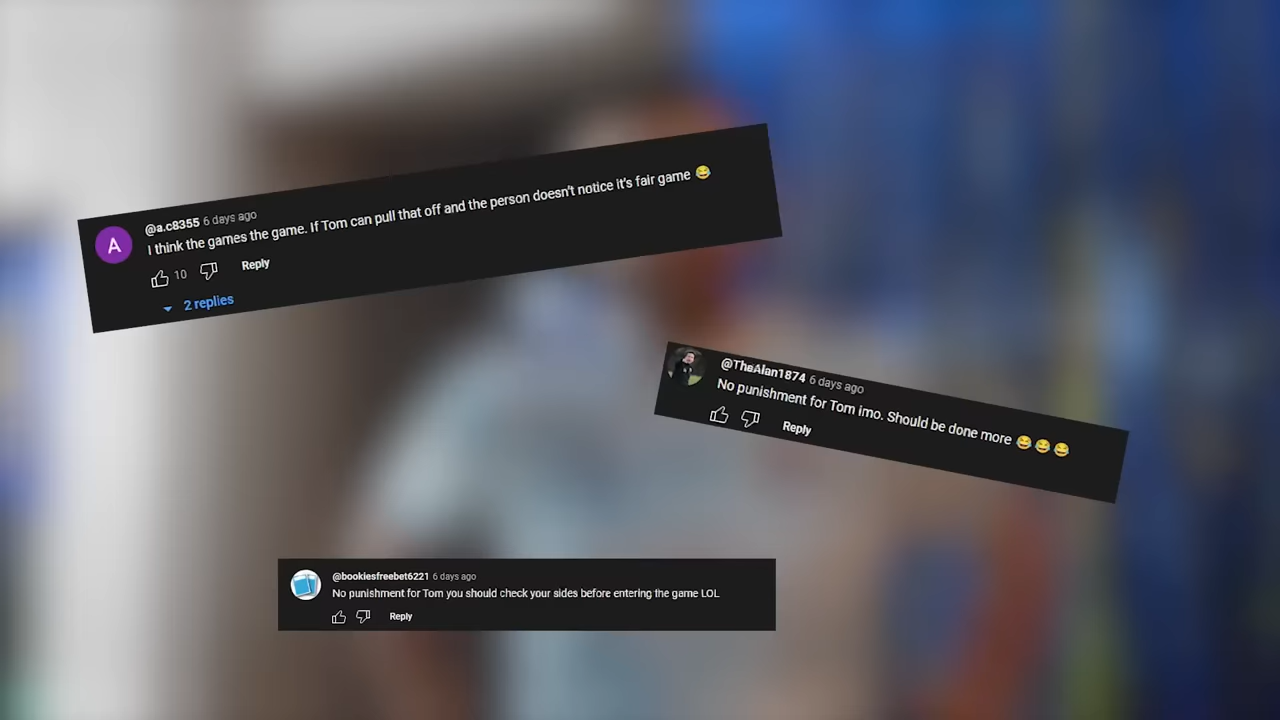 A
@a.c8355 6 days ago
I think the games the game. If Tom can pull that off and the person doesn't notice it's fair game 😂
10 Reply
2 replies
@TheAlan1874 6 days ago
No punishment for Tom imo. Should be done more 😂😂😂
Reply
@bookiesfreebet6221 6 days ago
No punishment for Tom you should check your sides before entering the game LOL
Reply